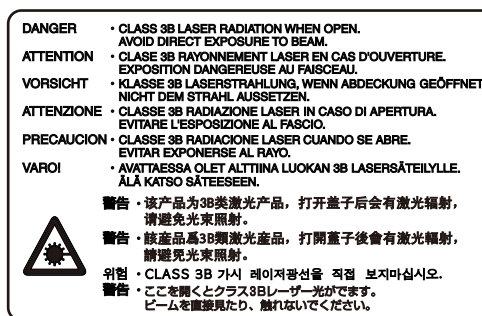 DANGER · CLASS 3B LASER RADIATION WHEN OPEN.
AVOID DIRECT EXPOSURE TO BEAM.
ATTENTION · CLASE 3B RAYONNEMENT LASER EN CAS D'OUVERTURE.
EXPOSITION DANGEREUSE AU FAISCEAU.
VORSICHT · KLASSE 3B LASERSTRAHLUNG, WENN ABDECKUNG GEÖFFNET
NICHT DEM STRAHL AUSSETZEN.
ATTENZIONE · CLASSE 3B RADIAZIONE LASER IN CASO DI APERTURA.
EVITARE L'ESPOSIZIONE AL FASCIO.
PRECAUCION · CLASSE 3B RADIACIONE LASER CUANDO SE ABRE.
EVITAR EXPONERSE AL RAYO.
VARO! · AVATTAESSA OLET ALTTIINA LUOKAN 3B LASERSÄTEILYLLE.
ÄLÄ KATSO SÄTEESEEN.
警告 · 该产品为3B类激光产品，打开盖子后会有激光辐射，
请避免光束照射。
警告 · 該産品爲3B類激光産品，打開蓋子後會有激光輻射，
請避免光束照射。
위험 · CLASS 3B 가시 레이저광선을 직접 보지마십시오.
警告 · ここを開くとクラス3Bレーザー光がでます。
ビームを直接見たり、触れないでください。